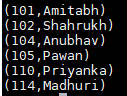 (101,Amitabh)
(102,Shahrukh)
(104,Anubhav)
(105,Pawan)
(110,Priyanka)
(114,Madhuri)